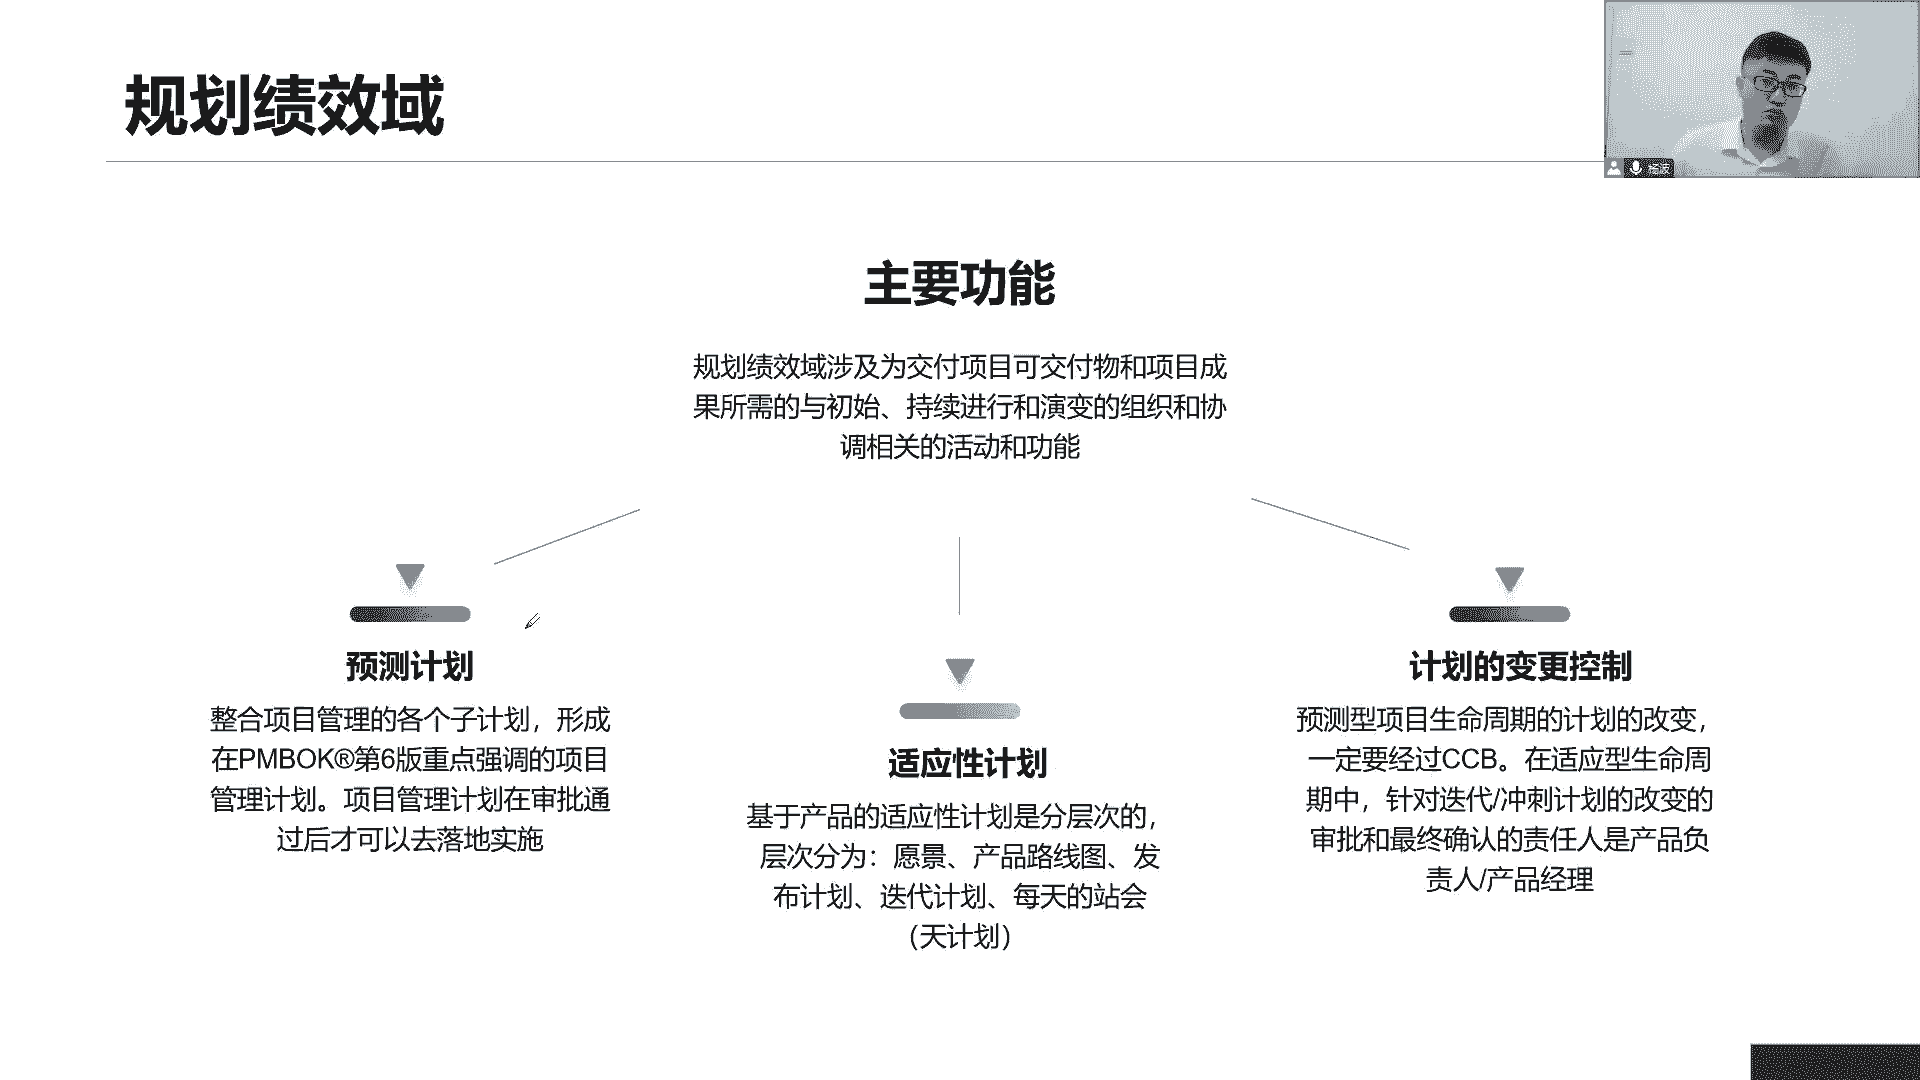 规划绩效域
杨波
主要功能
规划绩效域涉及为交付项目可交付物和项目成
果所需的与初始、持续进行和演变的组织和协
调相关的活动和功能
预测计划
整合项目管理的各个子计划，形成
在PMBOK®第6版重点强调的项目
管理计划。项目管理计划在审批通
过后才可以去落地实施
适应性计划
基于产品的适应性计划是分层次的，
层次分为：愿景、产品路线图、发
布计划、迭代计划、每天的站会
（天计划）
计划的变更控制
预测型项目生命周期的计划的改变，
一定要经过CCB。在适应型生命周
期中，针对迭代/冲刺计划的改变的
审批和最终确认的责任人是产品负
责人/产品经理